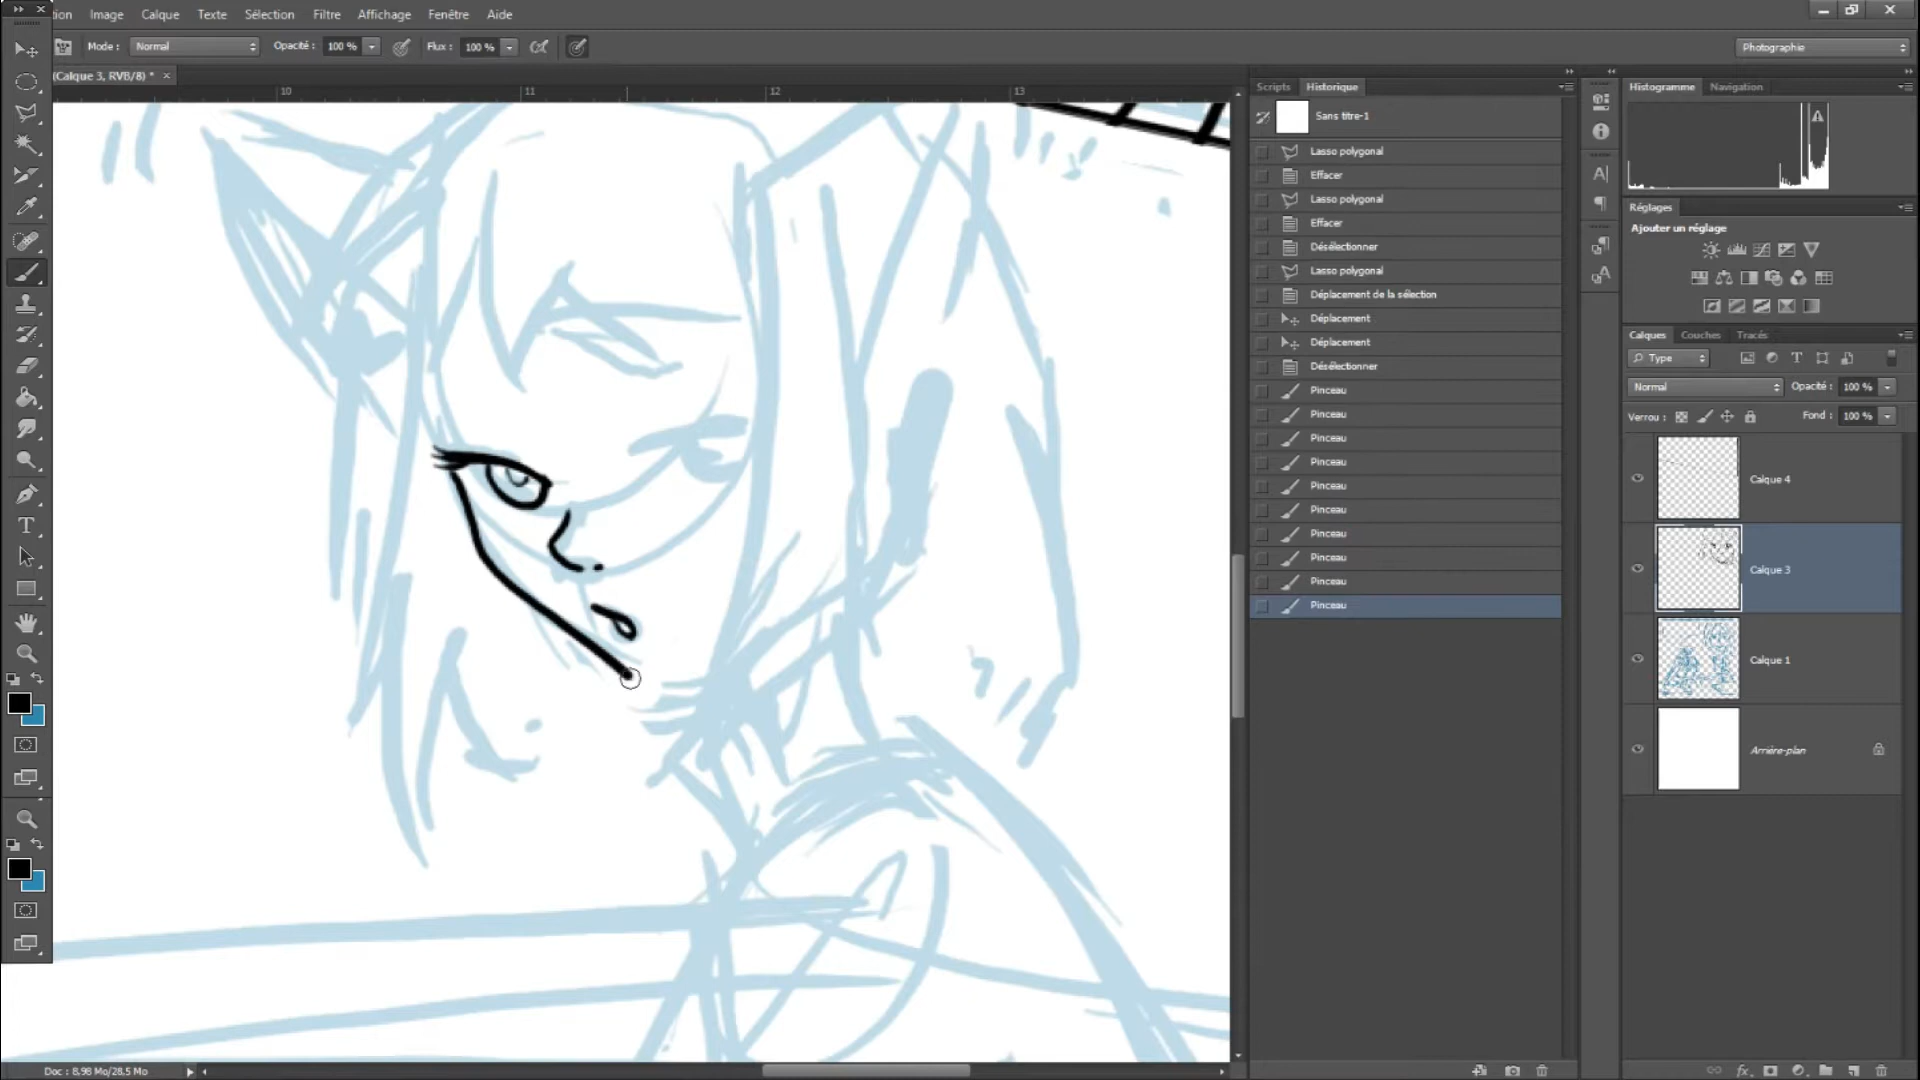 ion Image Calque Texte Sélection Filtre Affichage Fenêtre Aide
Mode : Normal Opacité : 100 % Flux : 100 % Photographie
(Calque 3, RVB/8) * ×
10 11 12 13
Scripts Historique
Sans titre-1
Lasso polygonal
Effacer
Lasso polygonal
Effacer
Désélectionner
Lasso polygonal
Déplacement de la sélection
Déplacement
Déplacement
Désélectionner
Pinceau
Pinceau
Pinceau
Pinceau
Pinceau
Pinceau
Pinceau
Pinceau
Pinceau
Pinceau
Histogramme Navigation
Réglages
Ajouter un réglage
Calques Couches Tracés
Type
Normal Opacité : 100 %
Verrou : Fond : 100 %
Calque 4
Calque 3
Calque 1
Arrière-plan
Doc : 8,98 Mo/28,5 Mo